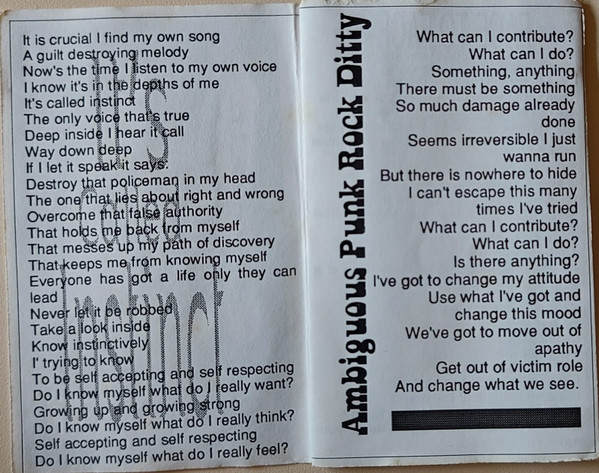 It's
Called
Instinct
It is crucial I find my own song
A guilt destroying melody
Now's the time I listen to my own voice
I know it's in the depths of me
It's called instinct
The only voice that's true
Deep inside I hear it call
Way down deep
If I let it speak it says:
Destroy that policeman in my head
The one that lies about right and wrong
Overcome that false authority
That holds me back from myself
That messes up my path of discovery
That keeps me from knowing myself
Everyone has got a life only they can
lead
Never let it be robbed
Take a look inside
Know instinctively
I' trying to know
To be self accepting and self respecting
Do I know myself what do I really want?
Growing up and growing strong
Do I know myself what do I really think?
Self accepting and self respecting
Do I know myself what do I really feel?
Ambiguous Punk Rock Ditty
What can I contribute?
What can I do?
Something, anything
There must be something
So much damage already
done
Seems irreversible I just
wanna run
But there is nowhere to hide
I can't escape this many
times I've tried
What can I contribute?
What can I do?
Is there anything?
I've got to change my attitude
Use what I've got and
change this mood
We've got to move out of
apathy
Get out of victim role
And change what we see.